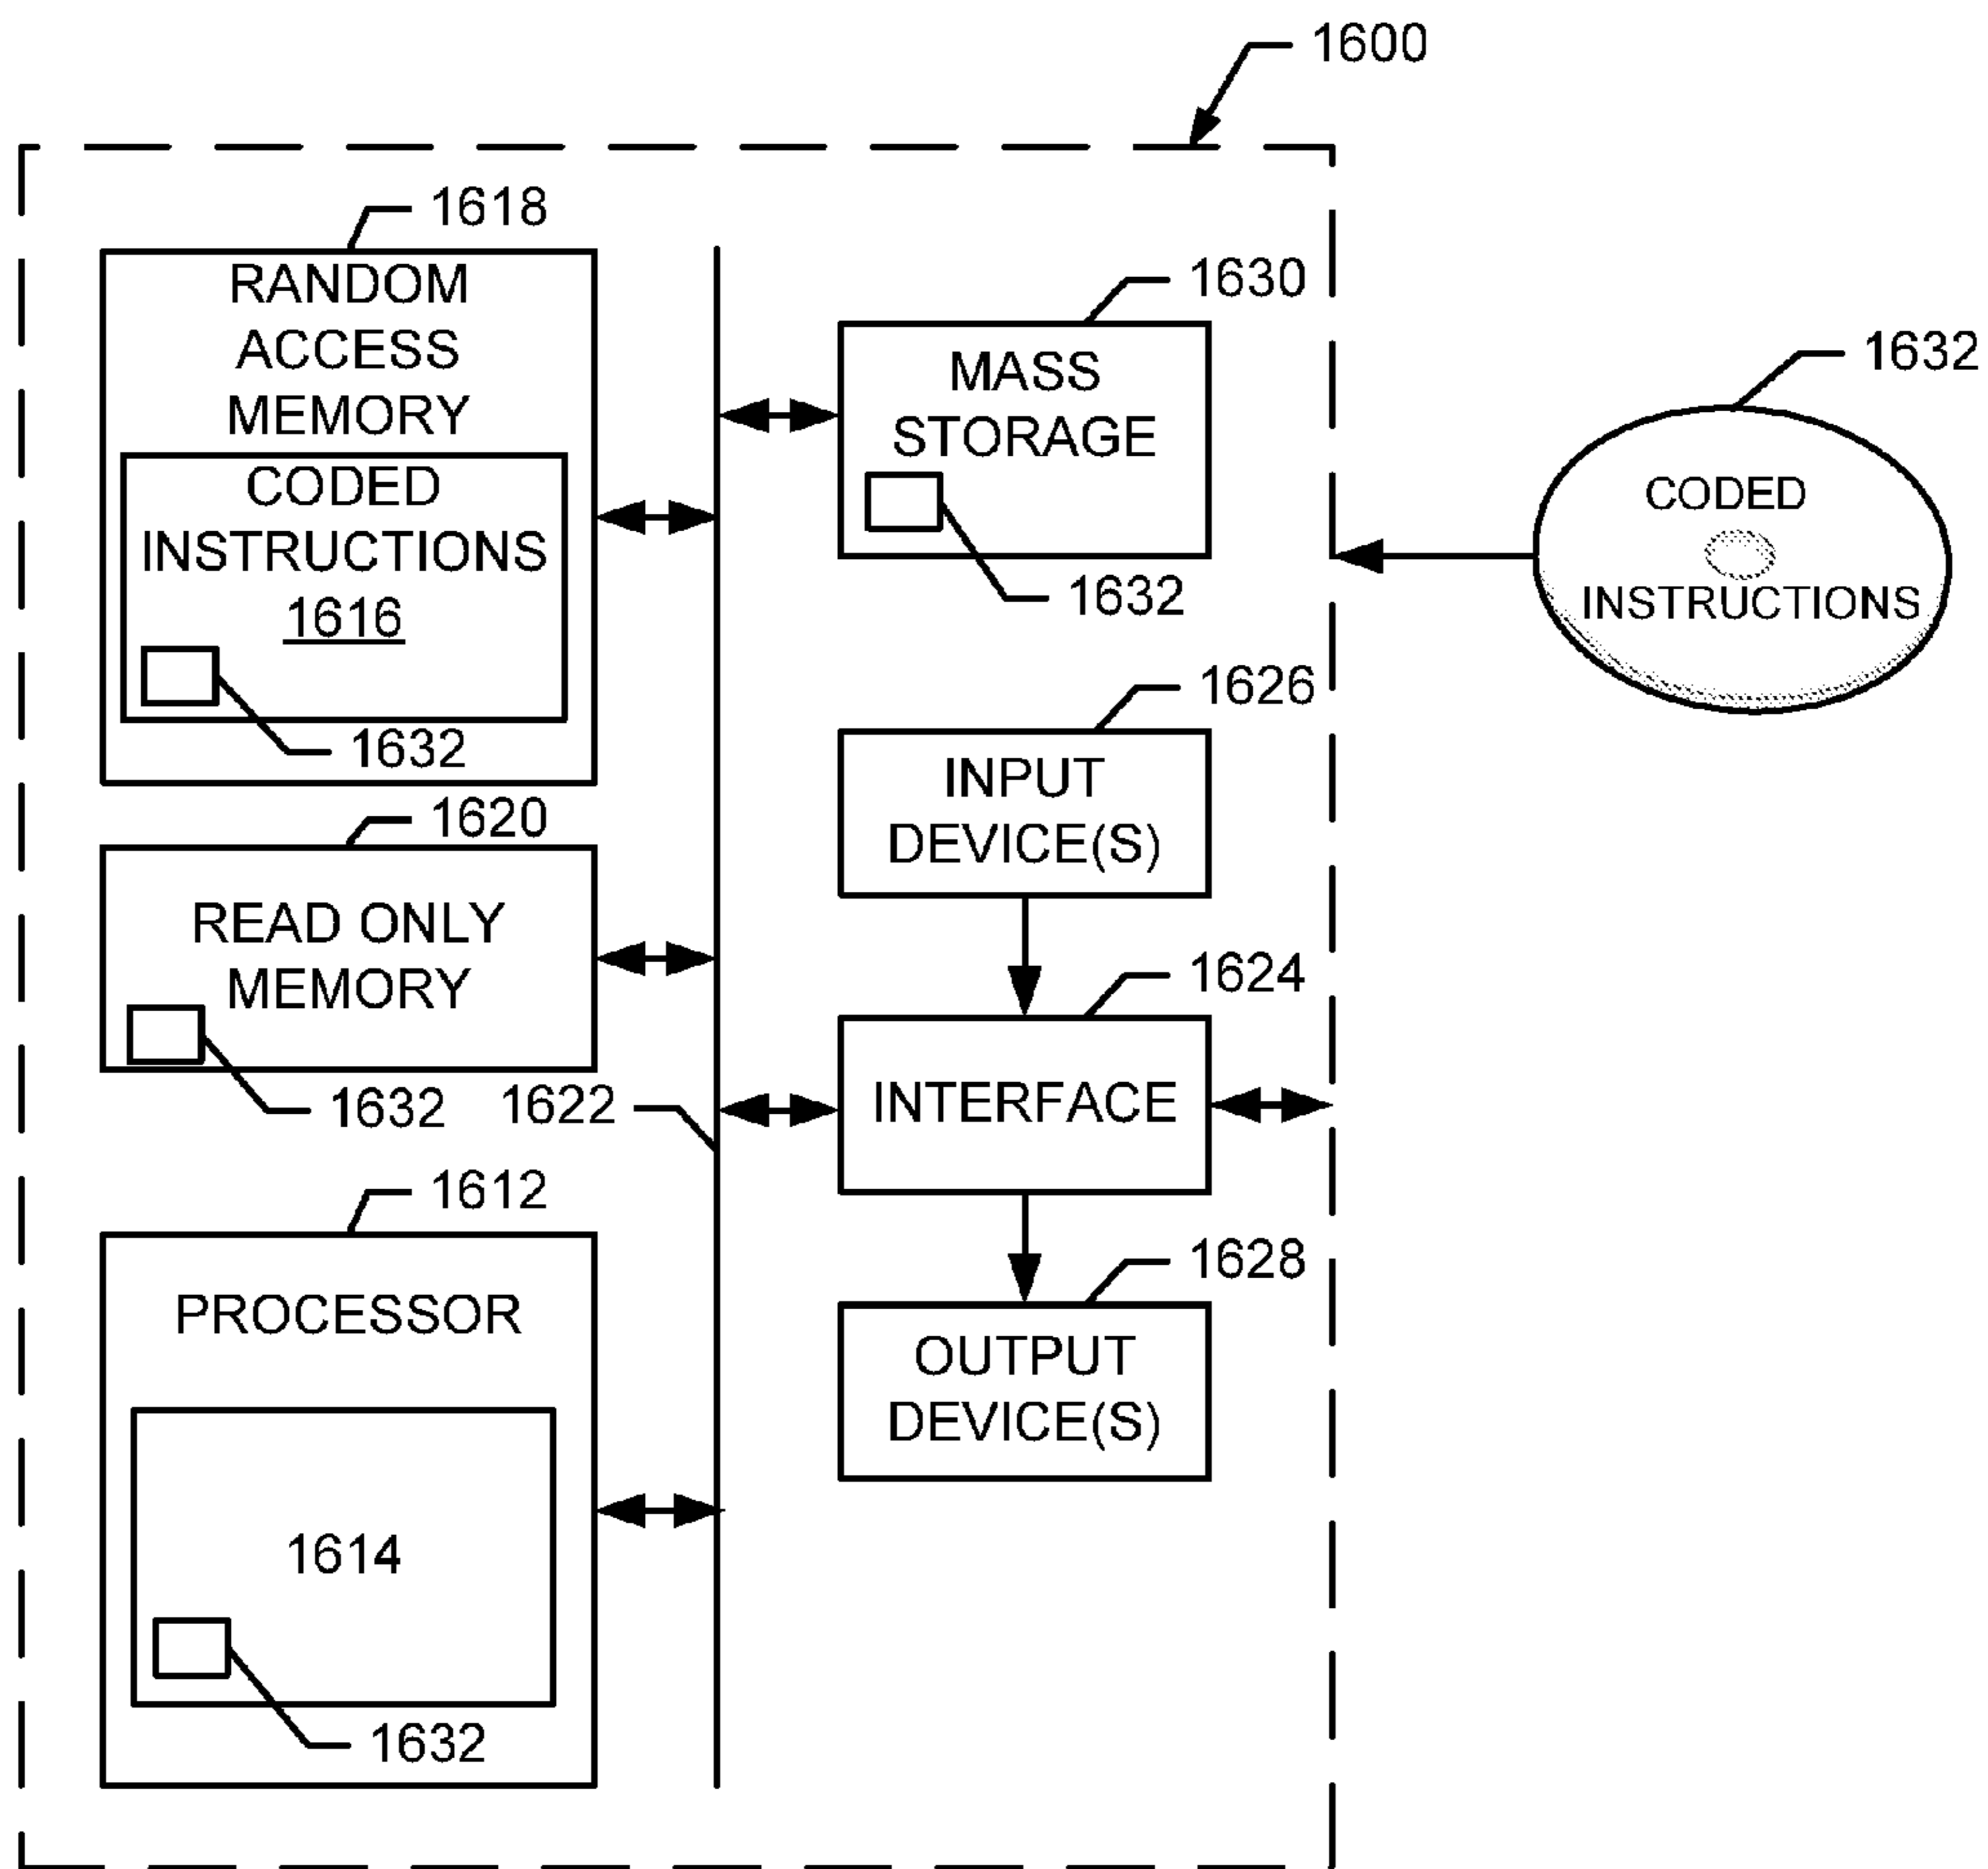 1600
1618
RANDOM
ACCESS
MEMORY
CODED
INSTRUCTIONS
1616
1632
1630
MASS
STORAGE
1632
1632
CODED
INSTRUCTIONS
1626
INPUT
DEVICE(S)
1620
READ ONLY
MEMORY
1632
1622
1624
INTERFACE
1612
PROCESSOR
1614
1632
1628
OUTPUT
DEVICE(S)